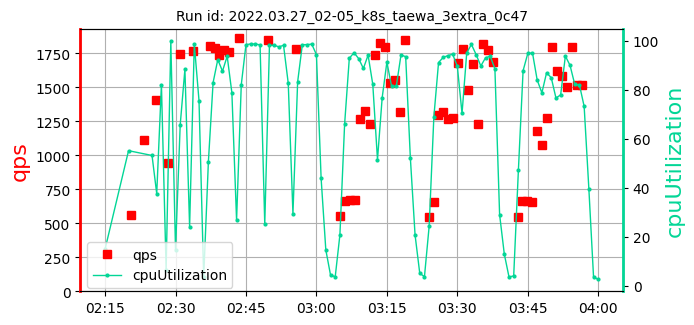 Run id: 2022.03.27_02-05_k8s_taewa_3extra_0c47
1750
1500
1250
1000
750
500
250
0
qps
100
80
60
40
20
0
cpuUtilization
qps
cpuUtilization
02:15 02:30 02:45 03:00 03:15 03:30 03:45 04:00